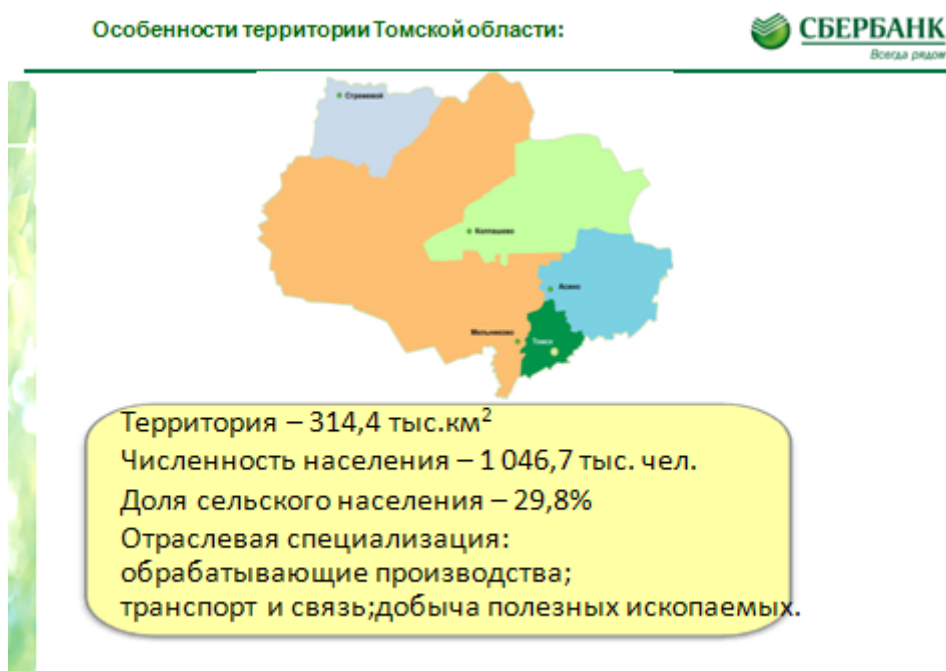 Особенности территории Томской области:
СБЕРБАНК
Всегда рядом
Стрежевой
Колпашево
Асино
Мельниково
Томск
Территория – 314,4 тыс.км²
Численность населения – 1 046,7 тыс. чел.
Доля сельского населения – 29,8%
Отраслевая специализация:
обрабатывающие производства;
транспорт и связь;добыча полезных ископаемых.